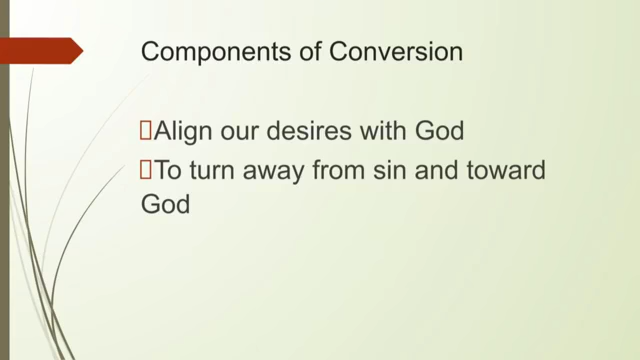 Components of Conversion
Align our desires with God
To turn away from sin and toward
God